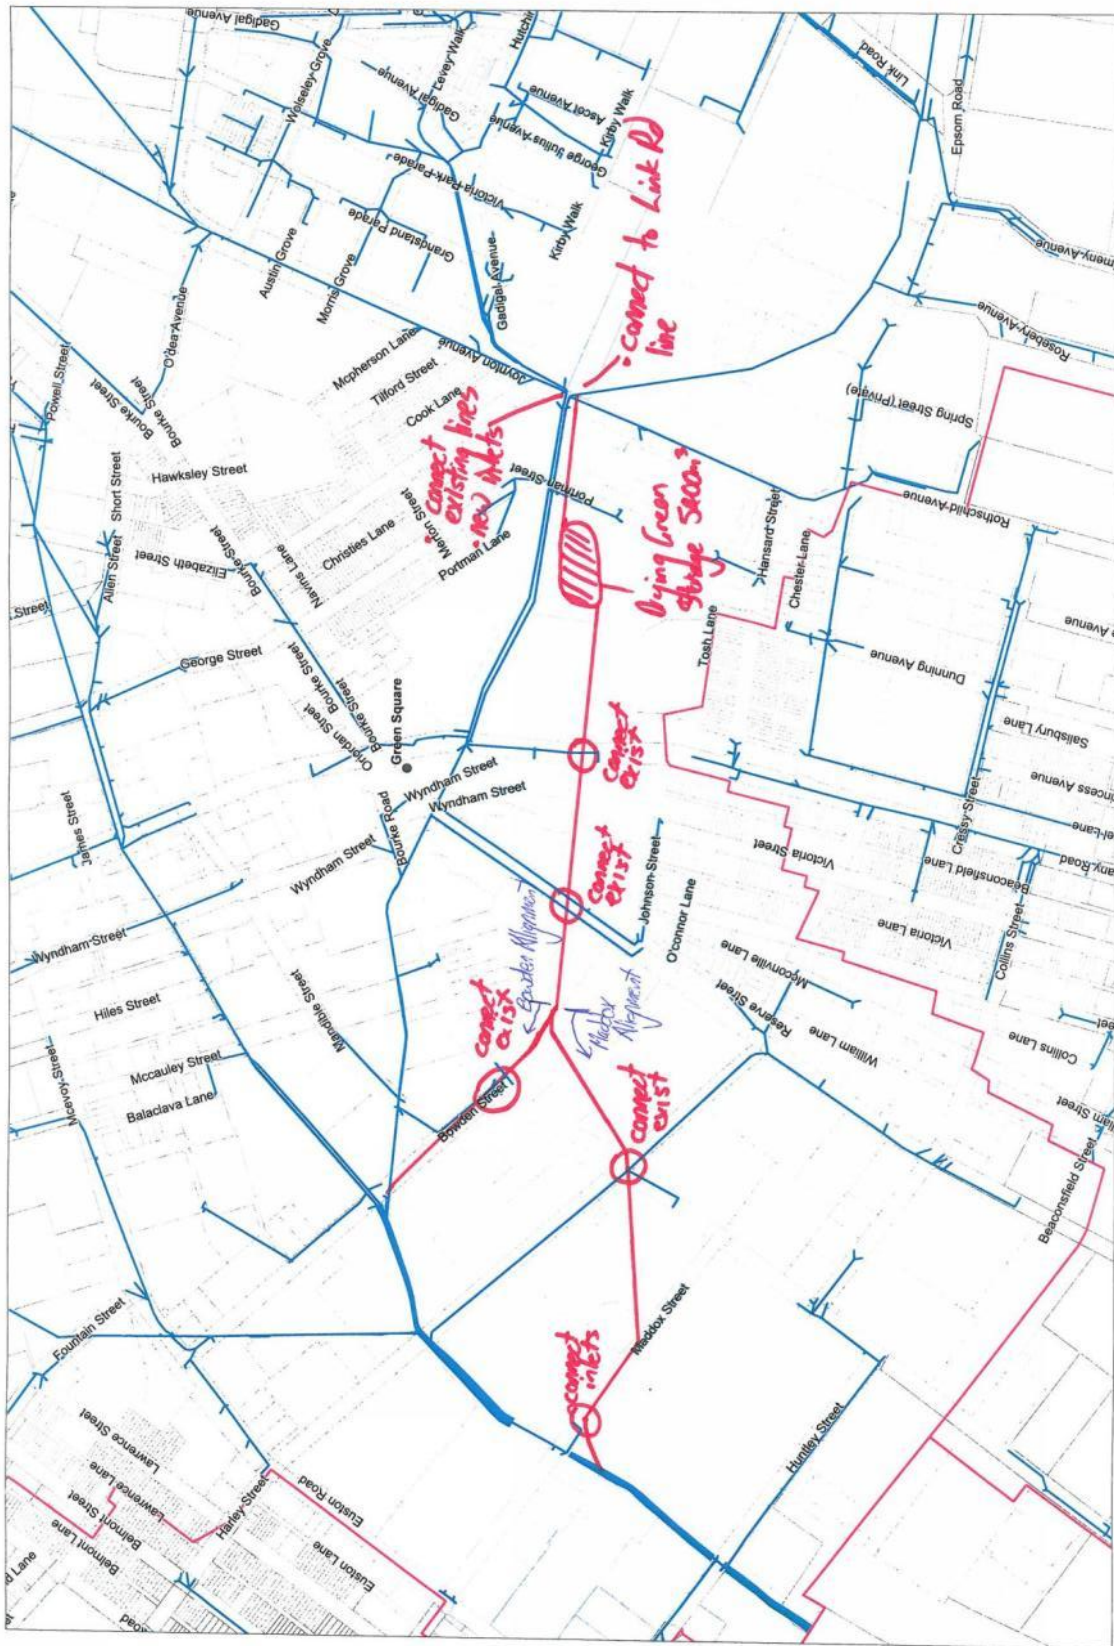 Gadigal Avenue
Wolseley Grove
Levey Walk
Gadigal Avenue
Ascot Avenue
George Julius Avenue
Kirby Walk
Link Road
Epsom Road
Victoria Park Parade
Grandstand Parade
Kirby Walk
Gadigal Avenue
Austin Grove
Morris Grove
O'dea Avenue
Powell Street
Bourke Street
Bourke Street
Mcpherson Lane
Tilford Street
Cook Lane
Joynton Avenue
• connect to Link Rd
line
Rosebery Avenue
Spring Street (Private)
Rothschild Avenue
• connect
existing lines
• New inlets
Merton Street
Portman Lane
Portman Street
Hawksley Street
Short Street
Allen Street
Elizabeth Street
Bourke Street
Navins Lane
Christies Lane
Drying Green
Storage 5400m³
Hansard Street
Chester Lane
Tosh Lane
Dunning Avenue
Salisbury Lane
George Street
Bourke Street
Bourke Street
Green Square
connect
exist
Wyndham Street
Wyndham Street
Bourke Road
Wyndham Street
James Street
Cressy Street
Victoria Street
Beaconsfield Lane
Victoria Lane
Collins Street
Collins Lane
connect
exist
Johnson Street
O'connor Lane
Wyndham Street
Hiles Street
Mandible Street
Mccauley Street
Balaclava Lane
Mcevoy Street
connect
exist
Maddox
Alignment
Bowden Street
Reserve Street
Mcconville Lane
William Lane
Beaconsfield Street
connect
exist
Maddox Street
connect
inlets
Huntley Street
Fountain Street
Lawrence Street
Lawrence Lane
Belmont Street
Belmont Lane
Harley Street
Euston Road
Euston Lane